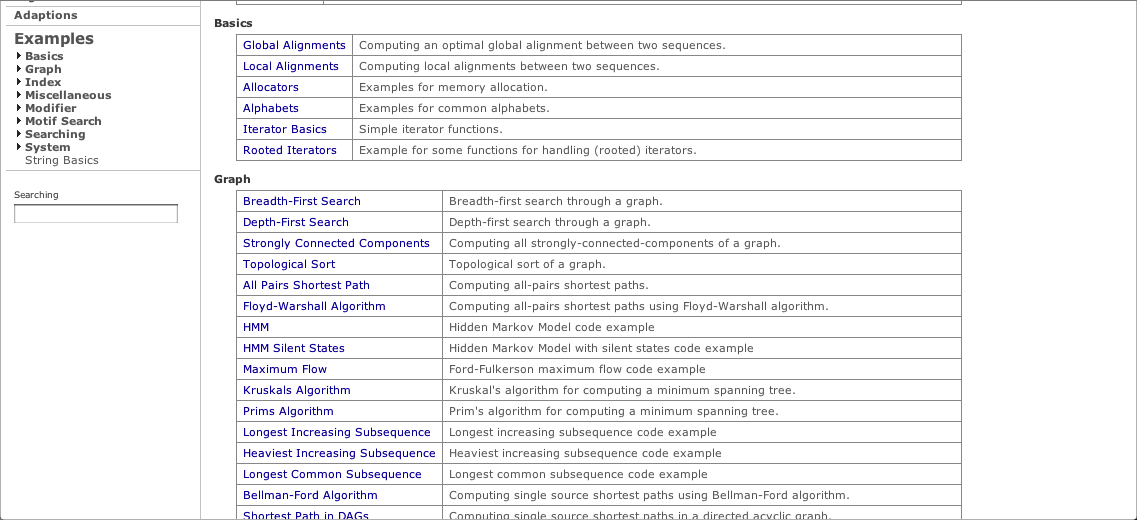 Adaptions
Examples
Basics
Graph
Index
Miscellaneous
Modifier
Motif Search
Searching
System
String Basics
Searching
Basics
Global Alignments Computing an optimal global alignment between two sequences.
Local Alignments Computing local alignments between two sequences.
Allocators Examples for memory allocation.
Alphabets Examples for common alphabets.
Iterator Basics Simple iterator functions.
Rooted Iterators Example for some functions for handling (rooted) iterators.
Graph
Breadth-First Search Breadth-first search through a graph.
Depth-First Search Depth-first search through a graph.
Strongly Connected Components Computing all strongly-connected-components of a graph.
Topological Sort Topological sort of a graph.
All Pairs Shortest Path Computing all-pairs shortest paths.
Floyd-Warshall Algorithm Computing all-pairs shortest paths using Floyd-Warshall algorithm.
HMM Hidden Markov Model code example
HMM Silent States Hidden Markov Model with silent states code example
Maximum Flow Ford-Fulkerson maximum flow code example
Kruskals Algorithm Kruskal's algorithm for computing a minimum spanning tree.
Prims Algorithm Prim's algorithm for computing a minimum spanning tree.
Longest Increasing Subsequence Longest increasing subsequence code example
Heaviest Increasing Subsequence Heaviest increasing subsequence code example
Longest Common Subsequence Longest common subsequence code example
Bellman-Ford Algorithm Computing single source shortest paths using Bellman-Ford algorithm.
Shortest Path in DAGs Computing single source shortest paths in a directed acyclic graph.